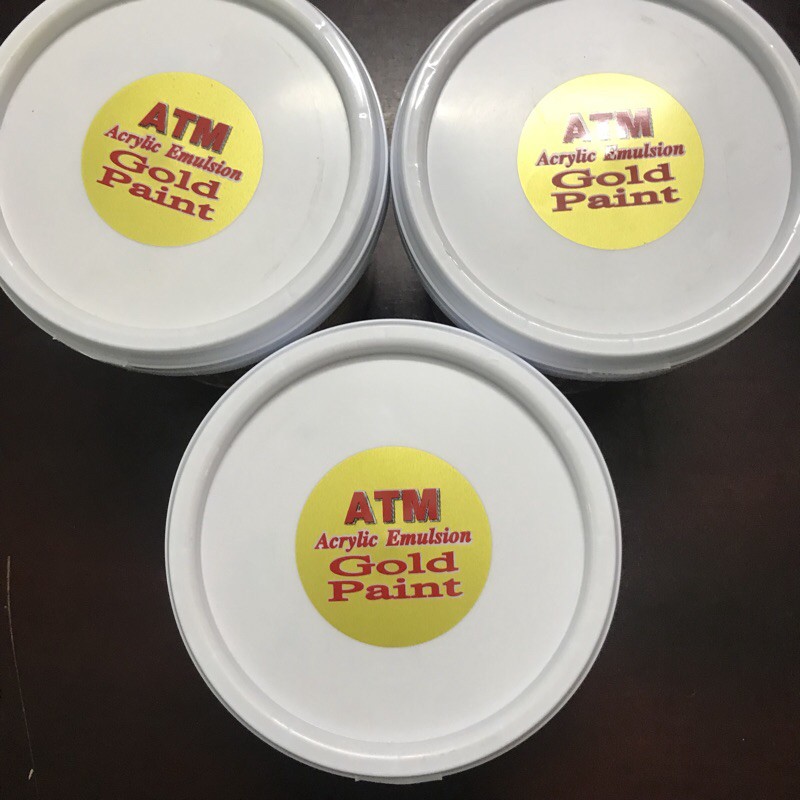 ATM
Acrylic Emulsion
Gold
Paint
ATM
Acrylic Emulsion
Gold
Paint
ATM
Acrylic Emulsion
Gold
Paint